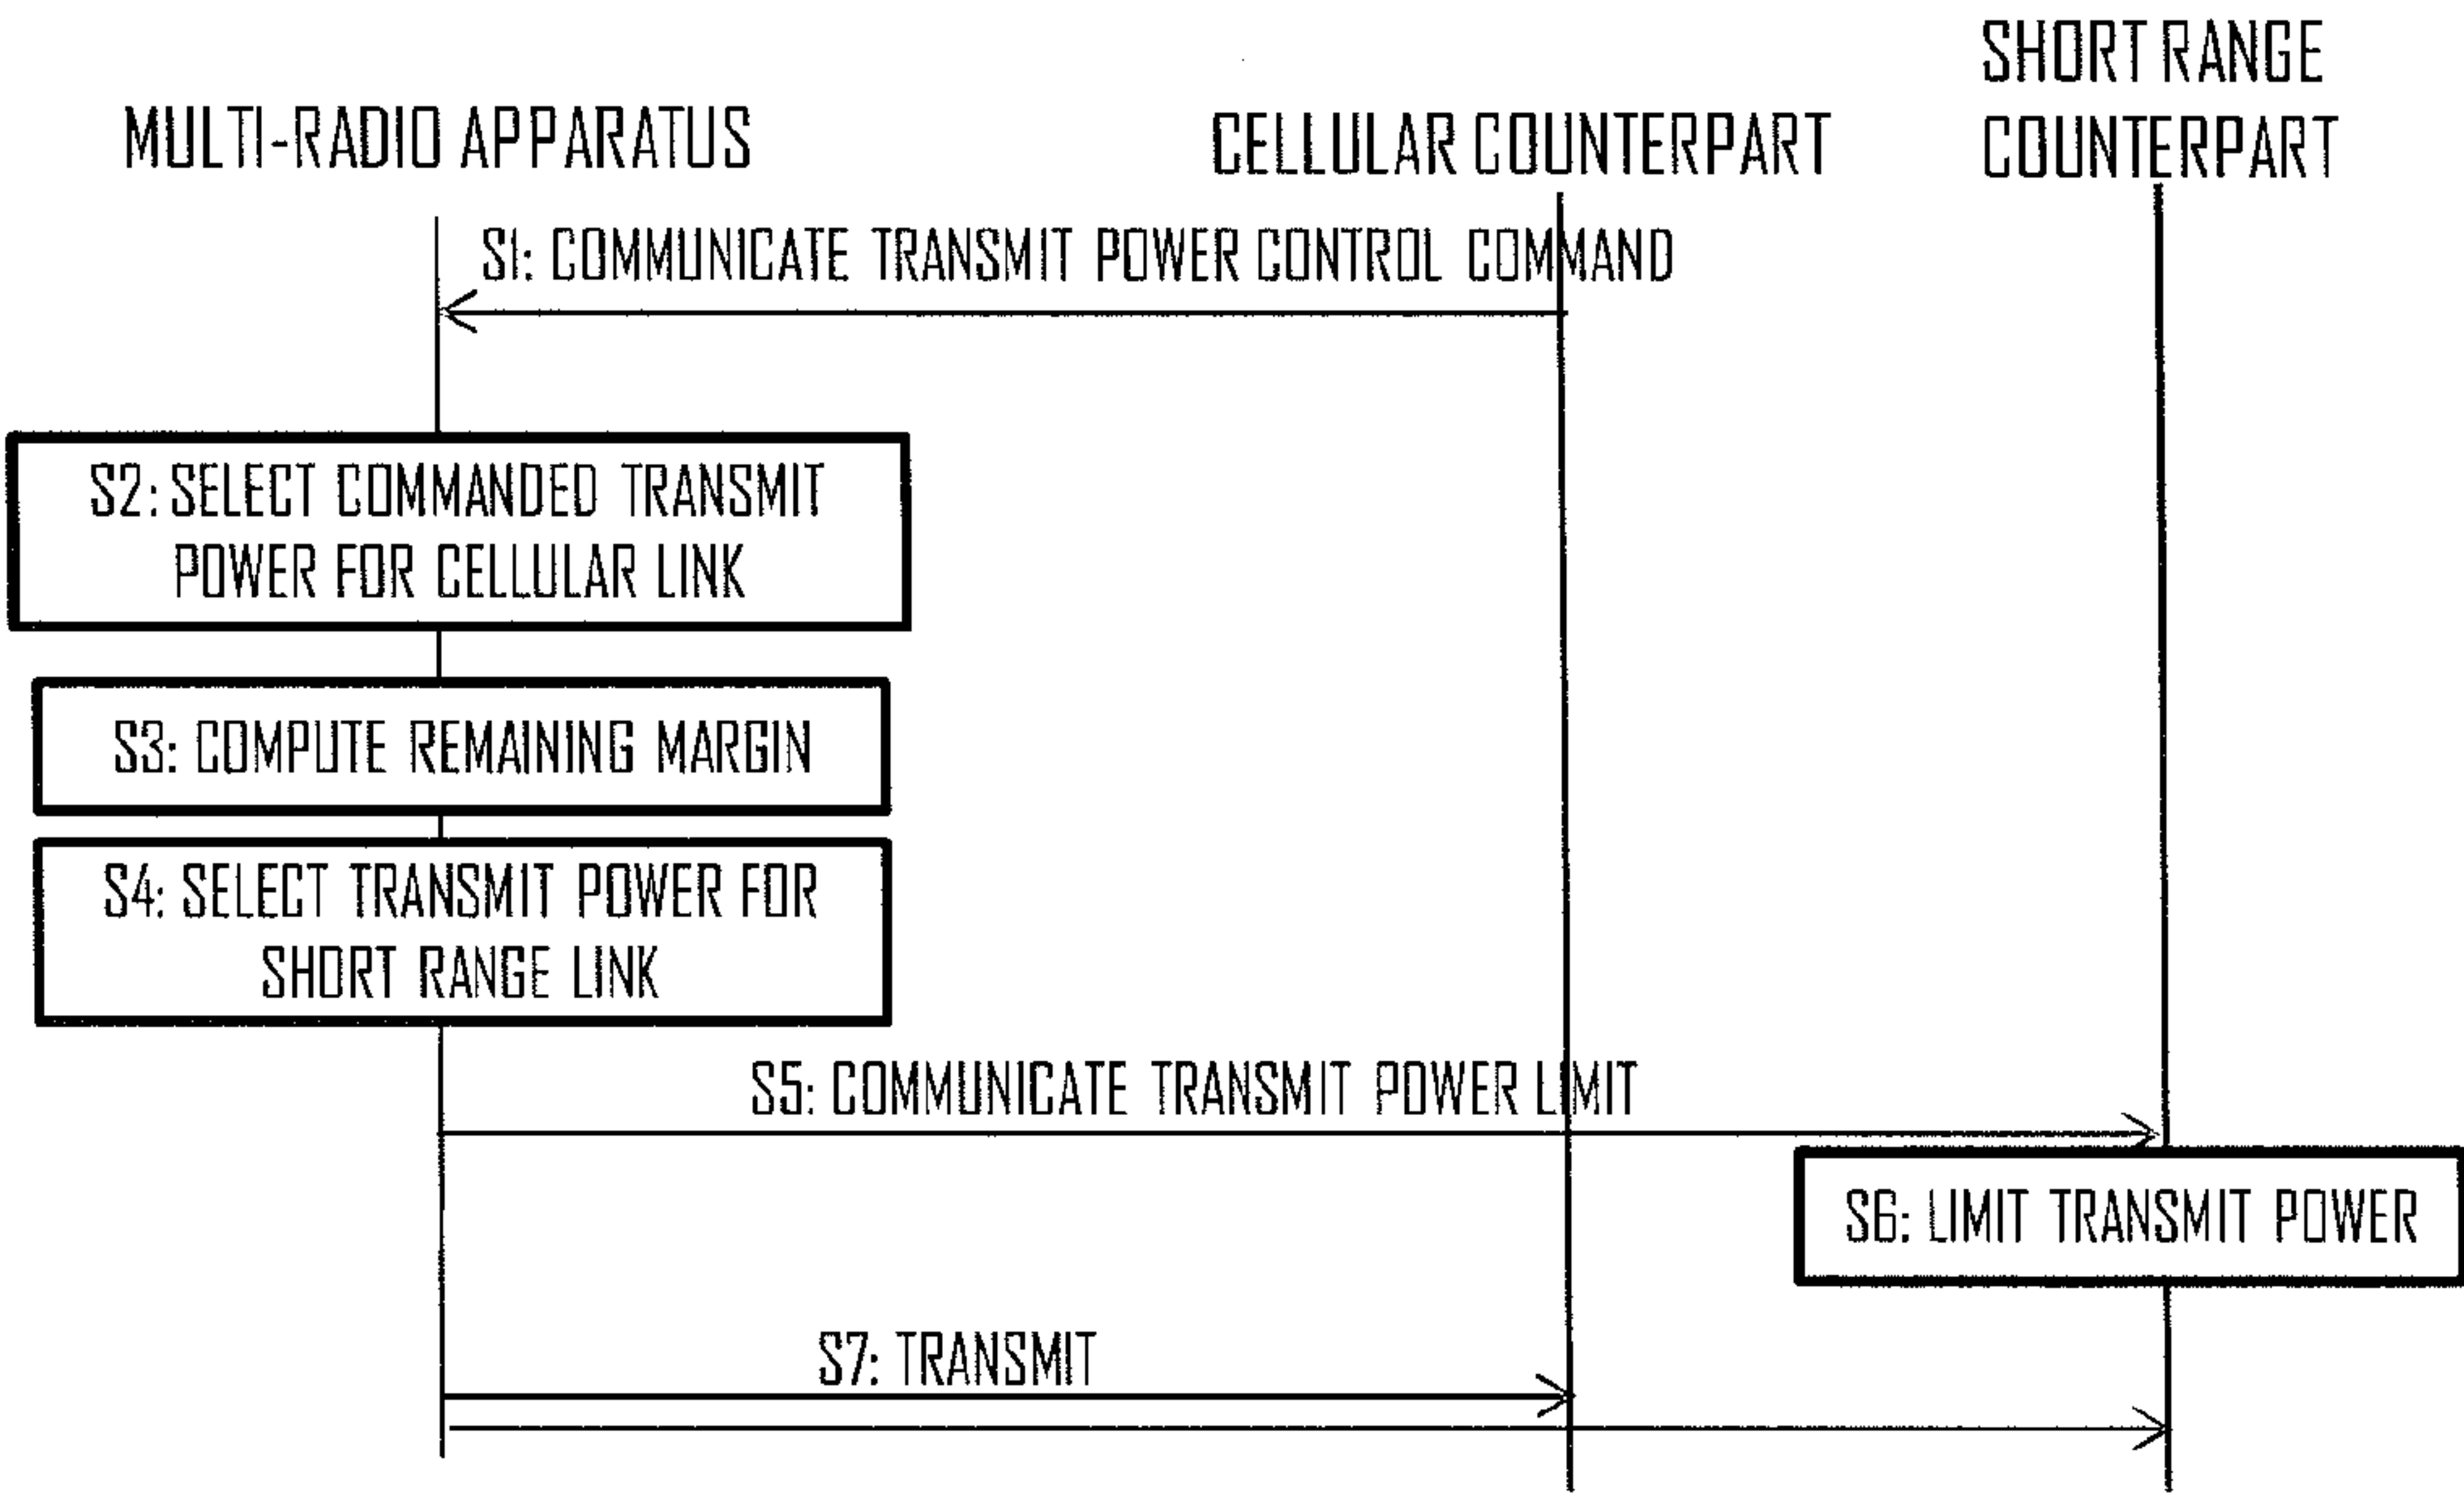 SHORT RANGE
COUNTERPART
MULTI-RADIO APPARATUS
CELLULAR COUNTERPART
S1: COMMUNICATE TRANSMIT POWER CONTROL COMMAND
S2: SELECT COMMANDED TRANSMIT
POWER FOR CELLULAR LINK
S3: COMPUTE REMAINING MARGIN
S4: SELECT TRANSMIT POWER FOR
SHORT RANGE LINK
S5: COMMUNICATE TRANSMIT POWER LIMIT
S6: LIMIT TRANSMIT POWER
S7: TRANSMIT